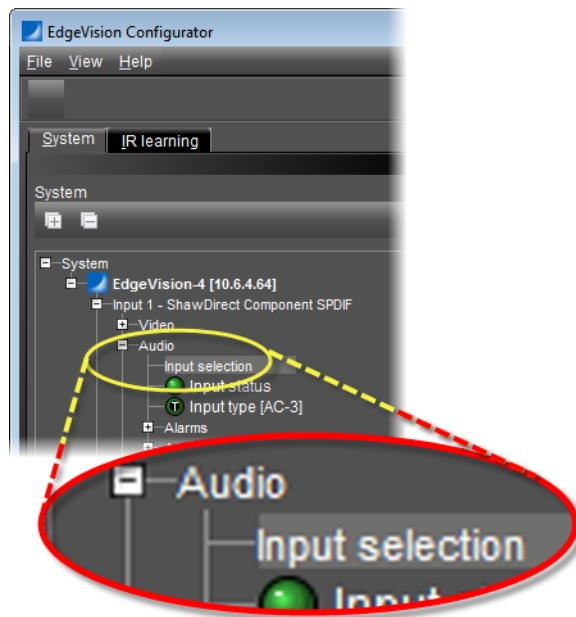 EdgeVision Configurator
File View Help
System IR learning
System
System
EdgeVision-4 [10.6.4.64]
Input 1 - ShawDirect Component SPDIF
Video
Audio
Input selection
Input status
T Input type [AC-3]
Alarms
Audio
Input selection
Input